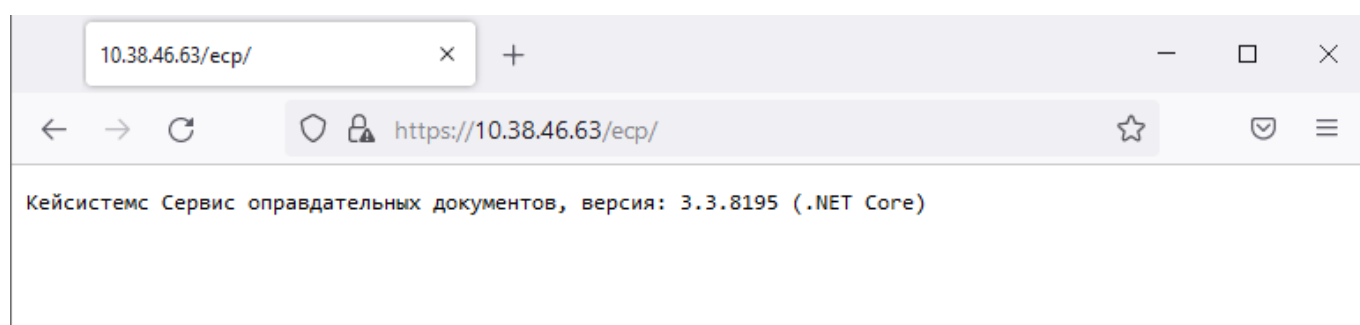 10.38.46.63/ecp/
https://10.38.46.63/ecp/
Кейсистемс Сервис оправдательных документов, версия: 3.3.8195 (.NET Core)